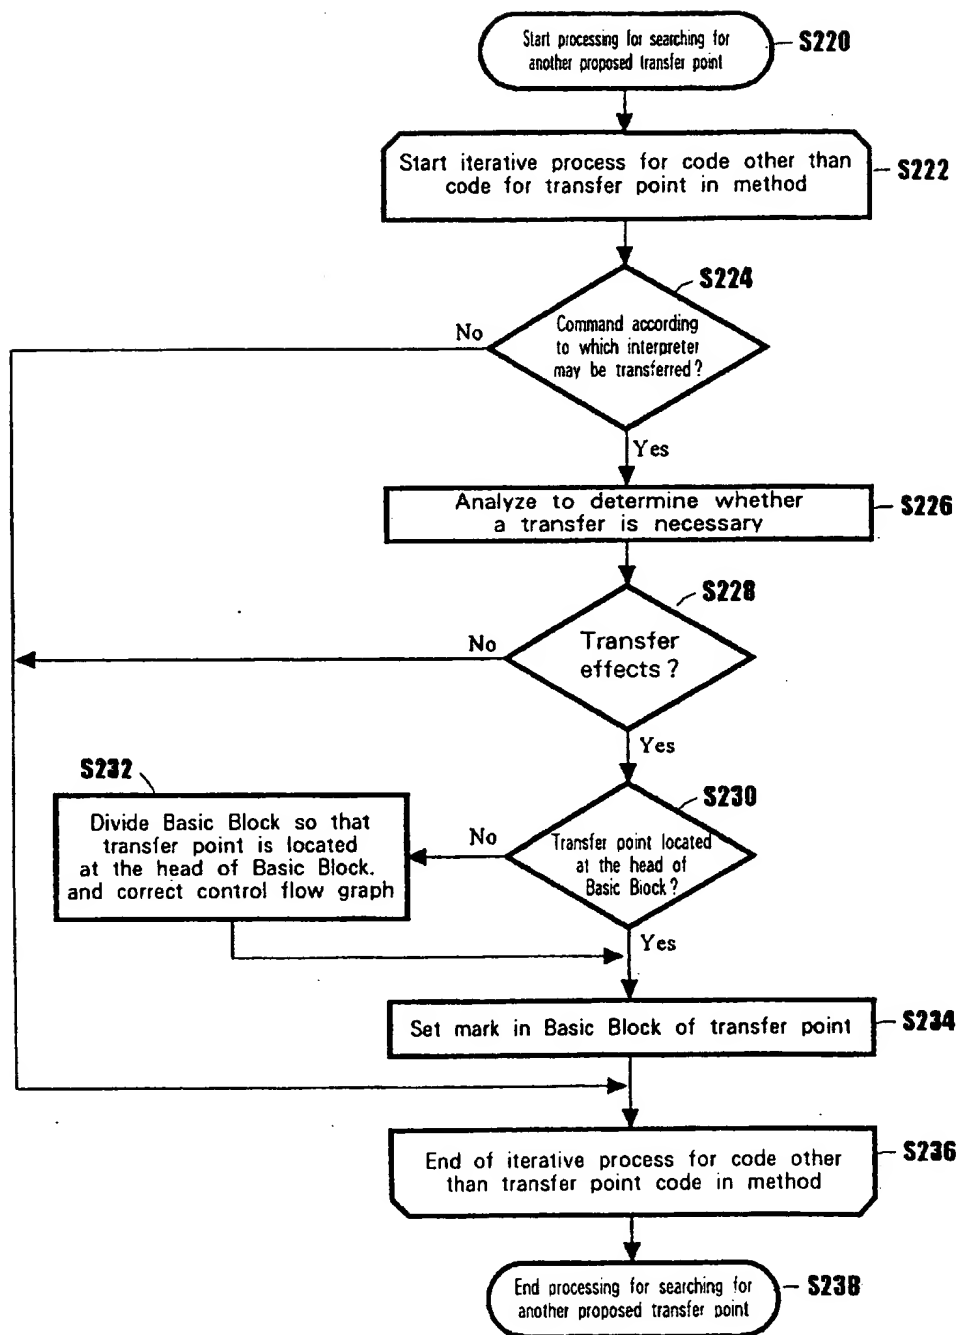 Start processing for searching for
another proposed transfer point
S220
Start iterative process for code other than
code for transfer point in method
S222
S224
Command according
to which interpreter
may be transferred?
No
Yes
Analyze to determine whether
a transfer is necessary
S226
S228
Transfer
effects?
No
Yes
S232
Divide Basic Block so that
transfer point is located
at the head of Basic Block.
and correct control flow graph
S230
No
Transfer point located
at the head of
Basic Block?
Yes
Set mark in Basic Block of transfer point
S234
End of iterative process for code other
than transfer point code in method
S236
End processing for searching for
another proposed transfer point
S238